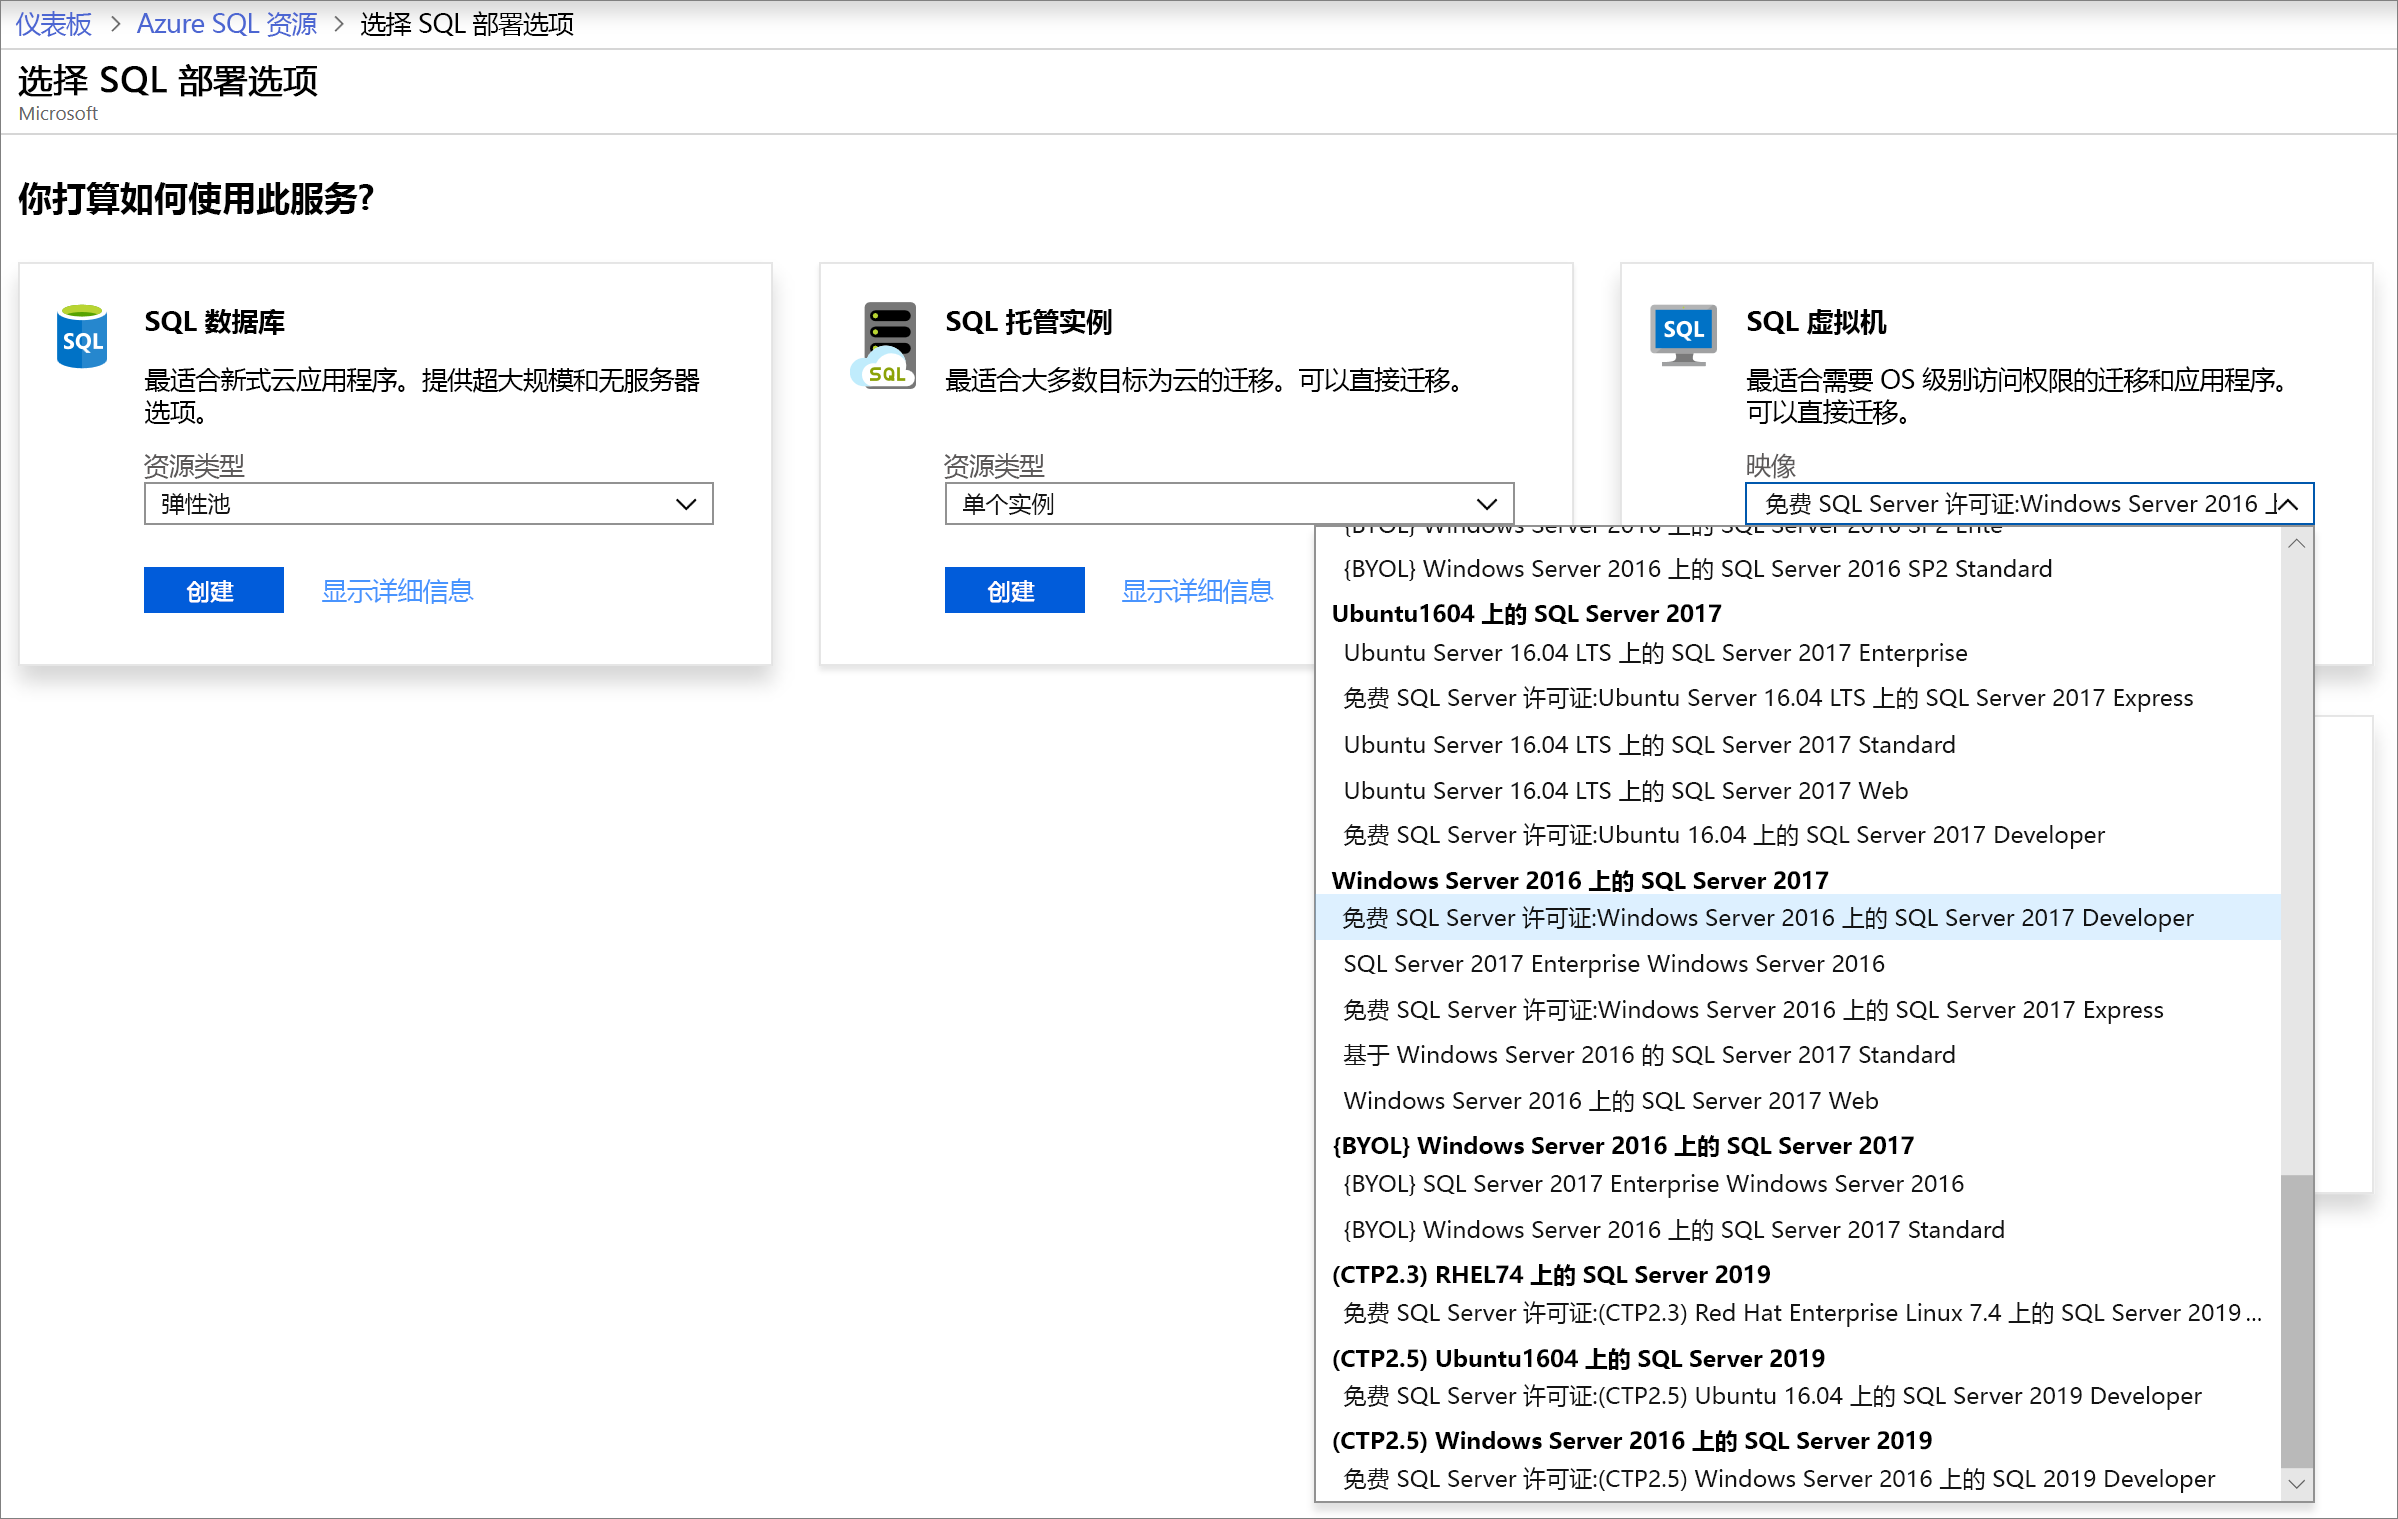 仪表板 > Azure SQL 资源 > 选择 SQL 部署选项
选择 SQL 部署选项
Microsoft
你打算如何使用此服务?
SQL
SQL 数据库
最适合新式云应用程序。提供超大规模和无服务器
选项。
资源类型
弹性池
创建
显示详细信息
SQL
SQL 托管实例
最适合大多数目标为云的迁移。可以直接迁移。
资源类型
单个实例
创建
显示详细信息
SQL
SQL 虚拟机
最适合需要 OS 级别访问权限的迁移和应用程序。
可以直接迁移。
映像
免费 SQL Server 许可证:Windows Server 2016 上
{BYOL} Windows Server 2016 上的 SQL Server 2016 SP2 Ente
{BYOL} Windows Server 2016 上的 SQL Server 2016 SP2 Standard
Ubuntu1604 上的 SQL Server 2017
Ubuntu Server 16.04 LTS 上的 SQL Server 2017 Enterprise
免费 SQL Server 许可证:Ubuntu Server 16.04 LTS 上的 SQL Server 2017 Express
Ubuntu Server 16.04 LTS 上的 SQL Server 2017 Standard
Ubuntu Server 16.04 LTS 上的 SQL Server 2017 Web
免费 SQL Server 许可证:Ubuntu 16.04 上的 SQL Server 2017 Developer
Windows Server 2016 上的 SQL Server 2017
免费 SQL Server 许可证:Windows Server 2016 上的 SQL Server 2017 Developer
SQL Server 2017 Enterprise Windows Server 2016
免费 SQL Server 许可证:Windows Server 2016 上的 SQL Server 2017 Express
基于 Windows Server 2016 的 SQL Server 2017 Standard
Windows Server 2016 上的 SQL Server 2017 Web
{BYOL} Windows Server 2016 上的 SQL Server 2017
{BYOL} SQL Server 2017 Enterprise Windows Server 2016
{BYOL} Windows Server 2016 上的 SQL Server 2017 Standard
(CTP2.3) RHEL74 上的 SQL Server 2019
免费 SQL Server 许可证:(CTP2.3) Red Hat Enterprise Linux 7.4 上的 SQL Server 2019 ...
(CTP2.5) Ubuntu1604 上的 SQL Server 2019
免费 SQL Server 许可证:(CTP2.5) Ubuntu 16.04 上的 SQL Server 2019 Developer
(CTP2.5) Windows Server 2016 上的 SQL Server 2019
免费 SQL Server 许可证:(CTP2.5) Windows Server 2016 上的 SQL 2019 Developer